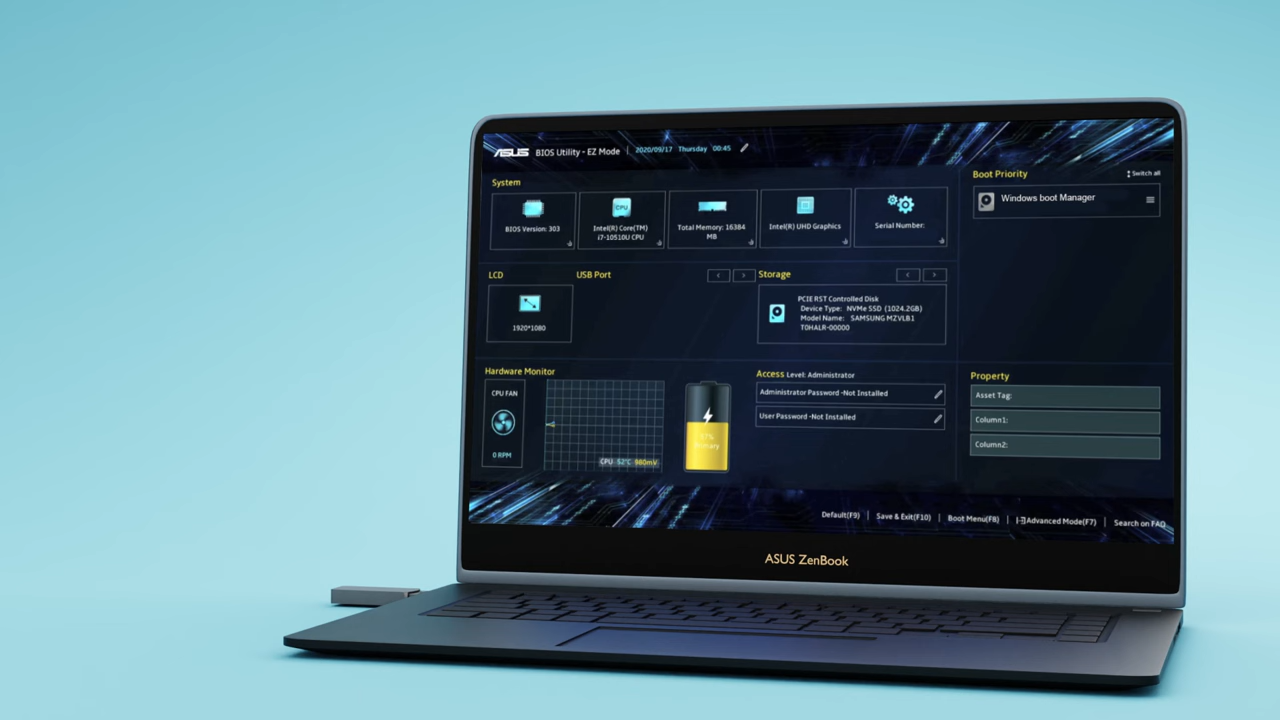 ASUS BIOS Utility - EZ Mode 2020/09/17 Thursday 00:45
System
BIOS Version: 303
Intel(R) Core(TM)
i7-10510U CPU
CPU
Total Memory: 16384
MB
Intel(R) UHD Graphics
Serial Number:
Boot Priority
Switch all
Windows boot Manager
LCD
1920*1080
USB Port
< >
Storage
< >
PCIE RST Controlled Disk
Device Type: NVMe SSD (1024.2GB)
Model Name: SAMSUNG MZVLB1
T0HALR-00000
Hardware Monitor
CPU FAN
0 RPM
CPU 52°C 980mV
Access Level: Administrator
Administrator Password -Not Installed
User Password -Not Installed
Property
Asset Tag:
Column1:
Column2:
Default(F9) | Save & Exit(F10) | Boot Menu(F8) | Advanced Mode(F7) | Search on FAQ
ASUS ZenBook